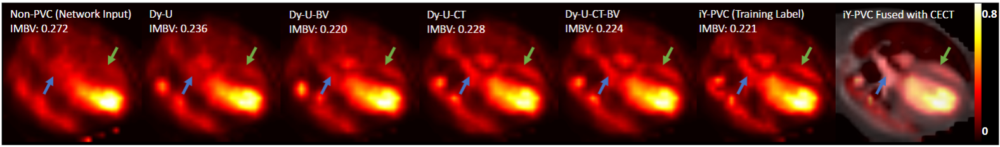 Non-PVC (Network Input)
IMBV: 0.272
Dy-U
IMBV: 0.236
Dy-U-BV
IMBV: 0.220
Dy-U-CT
IMBV: 0.228
Dy-U-CT-BV
IMBV: 0.224
iY-PVC (Training Label)
IMBV: 0.221
iY-PVC Fused with CECT
0.8
0